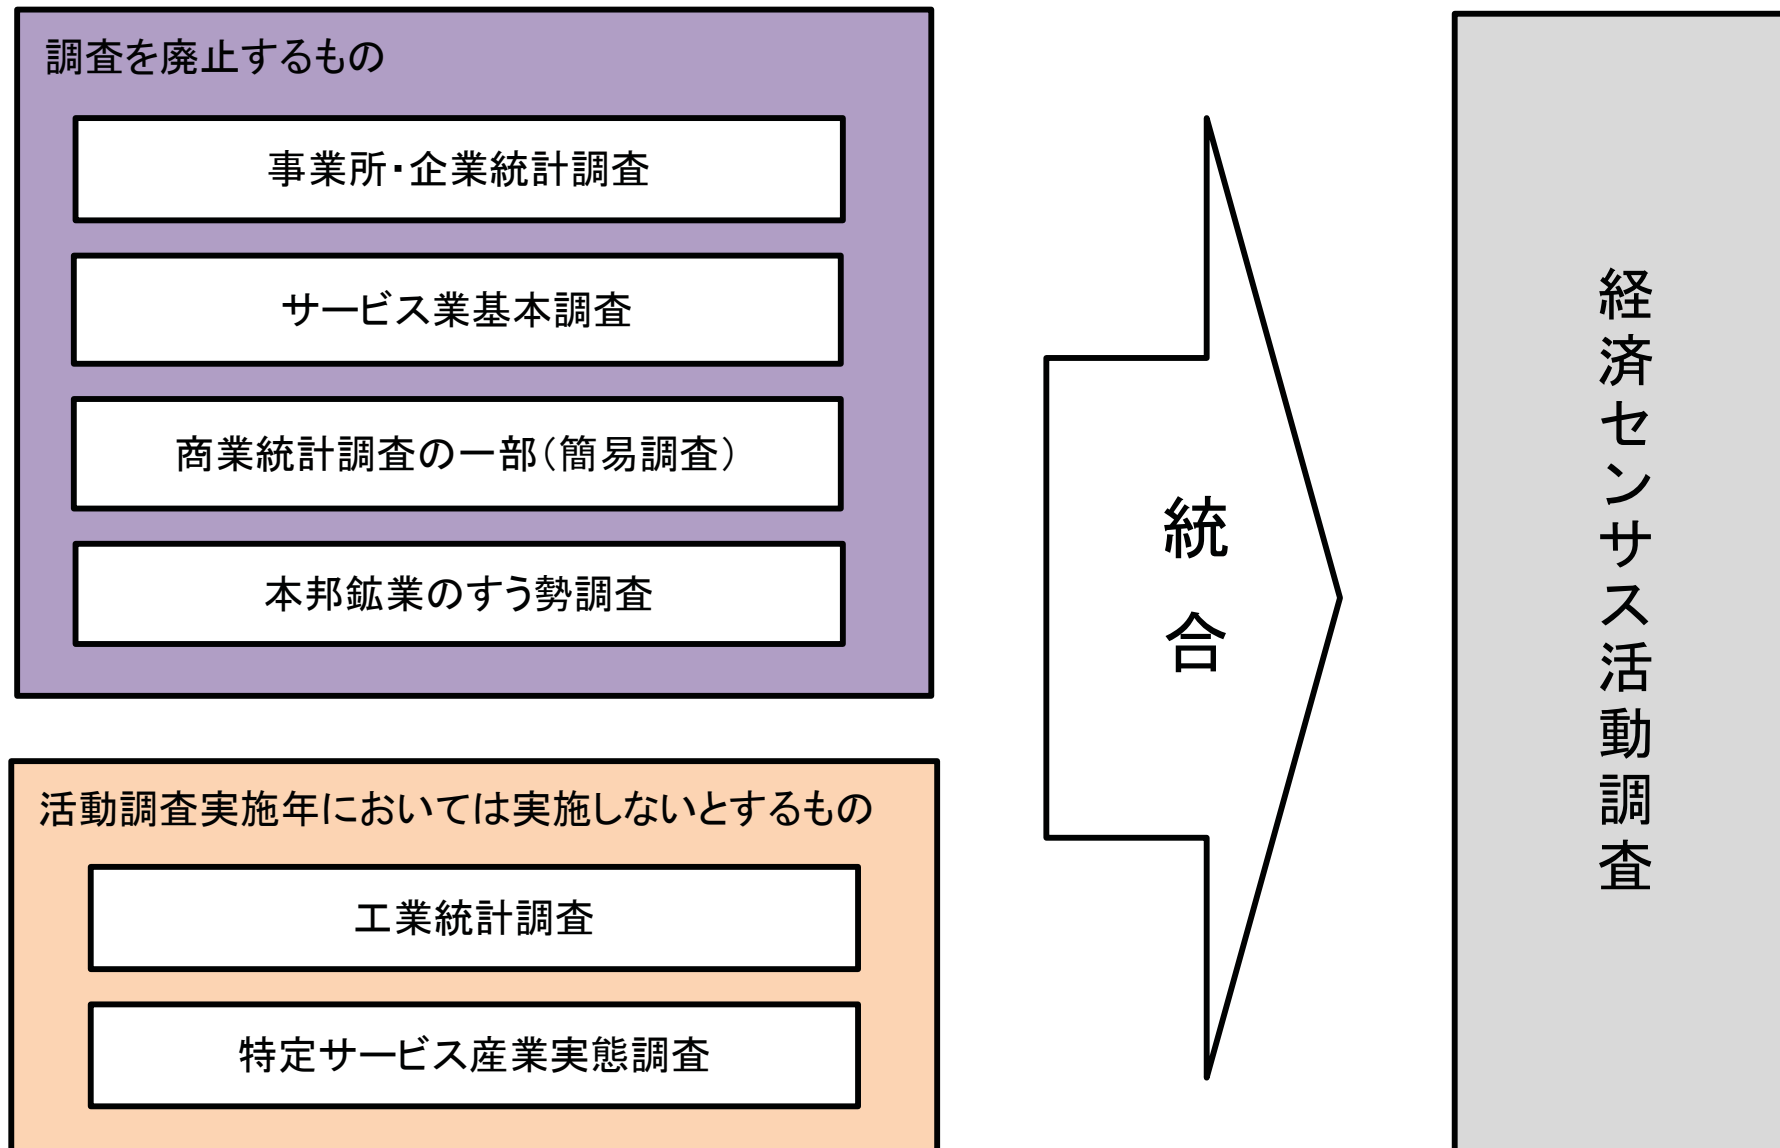 調査を廃止するもの
事業所・企業統計調査
サービス業基本調査
商業統計調査の一部(簡易調査)
本邦鉱業のすう勢調査
活動調査実施年においては実施しないとするもの
工業統計調査
特定サービス産業実態調査
統合
経済センサス活動調査